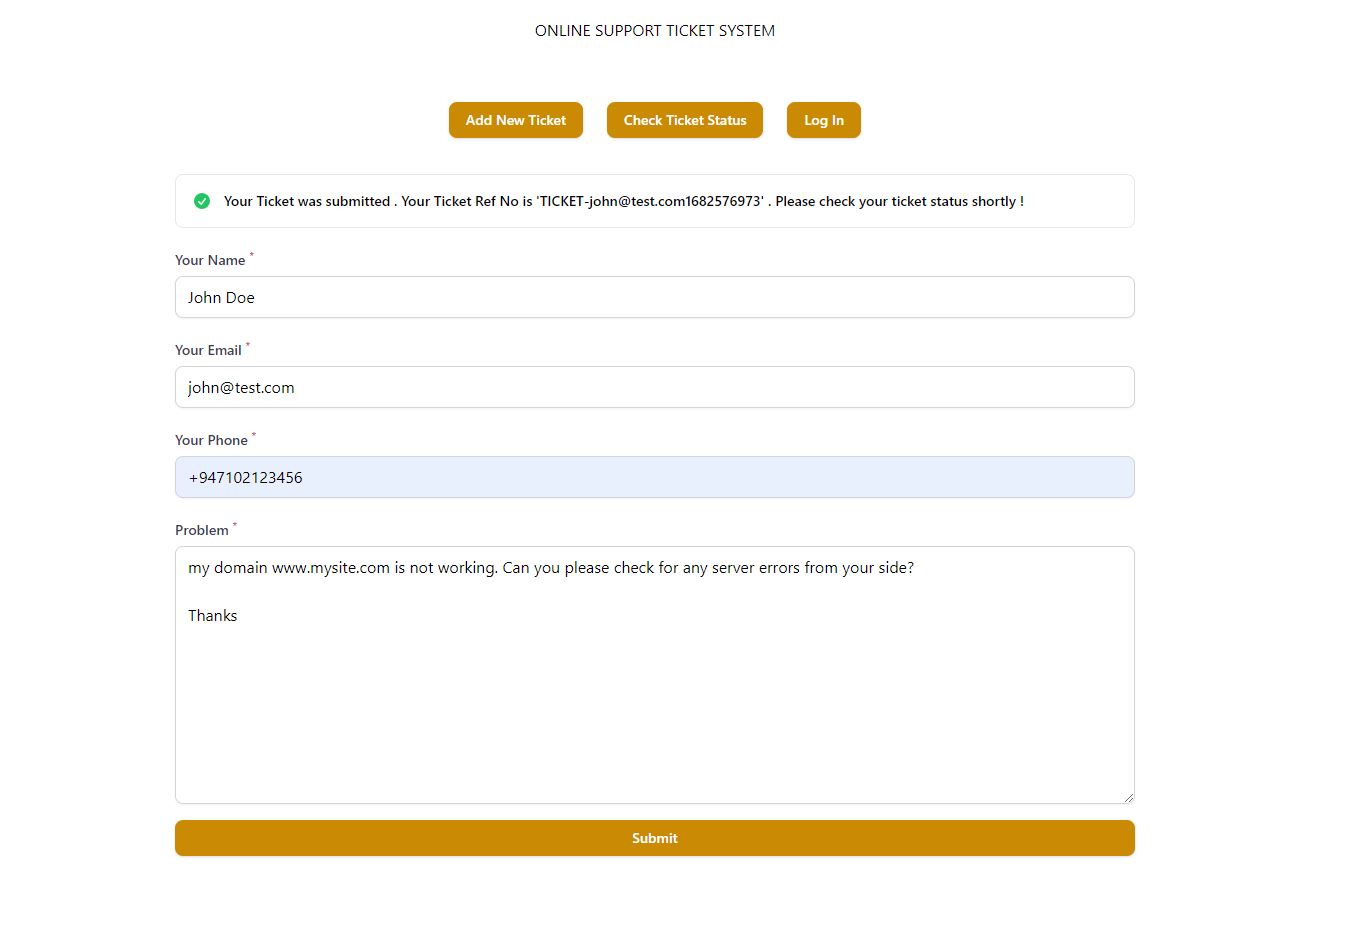 ONLINE SUPPORT TICKET SYSTEM
Add New Ticket Check Ticket Status Log In
Your Ticket was submitted . Your Ticket Ref No is 'TICKET-john@test.com1682576973' . Please check your ticket status shortly !
Your Name *
John Doe
Your Email *
john@test.com
Your Phone *
+947102123456
Problem *
my domain www.mysite.com is not working. Can you please check for any server errors from your side?
Thanks
Submit